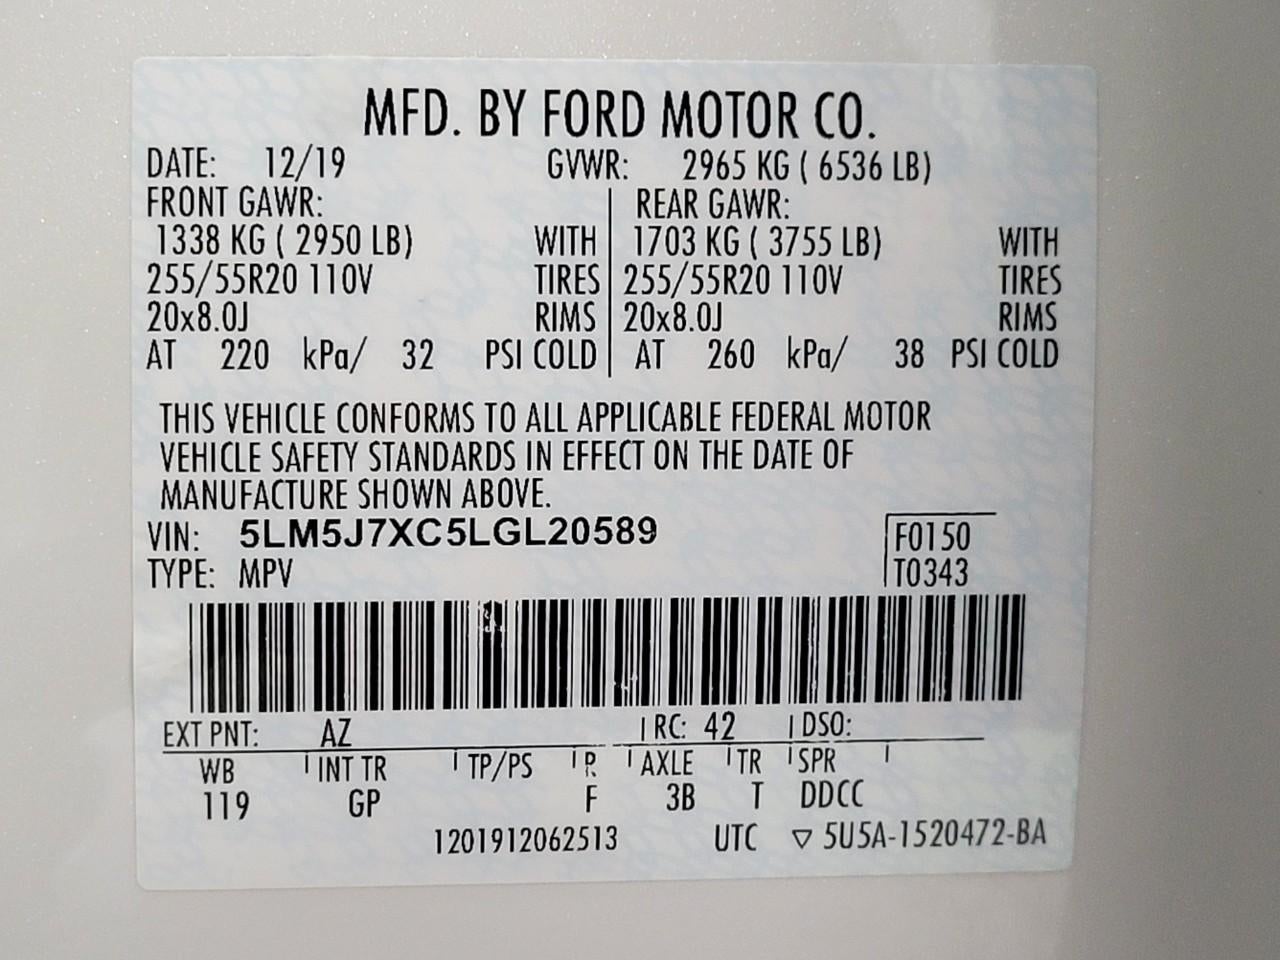 MFD. BY FORD MOTOR CO.
DATE: 12/19 GVWR: 2965 KG ( 6536 LB)
FRONT GAWR: REAR GAWR:
1338 KG ( 2950 LB) WITH 1703 KG ( 3755 LB) WITH
255/55R20 110V TIRES 255/55R20 110V TIRES
20x8.0J RIMS 20x8.0J RIMS
AT 220 kPa/ 32 PSI COLD AT 260 kPa/ 38 PSI COLD
THIS VEHICLE CONFORMS TO ALL APPLICABLE FEDERAL MOTOR
VEHICLE SAFETY STANDARDS IN EFFECT ON THE DATE OF
MANUFACTURE SHOWN ABOVE.
VIN: 5LM5J7XC5LGL20589 F0150
TYPE: MPV T0343
EXT PNT: AZ RC: 42 DSO:
WB INT TR TP/PS R AXLE TR SPR
119 GP F 3B T DDCC
1201912062513 UTC ▽ 5U5A-1520472-BA